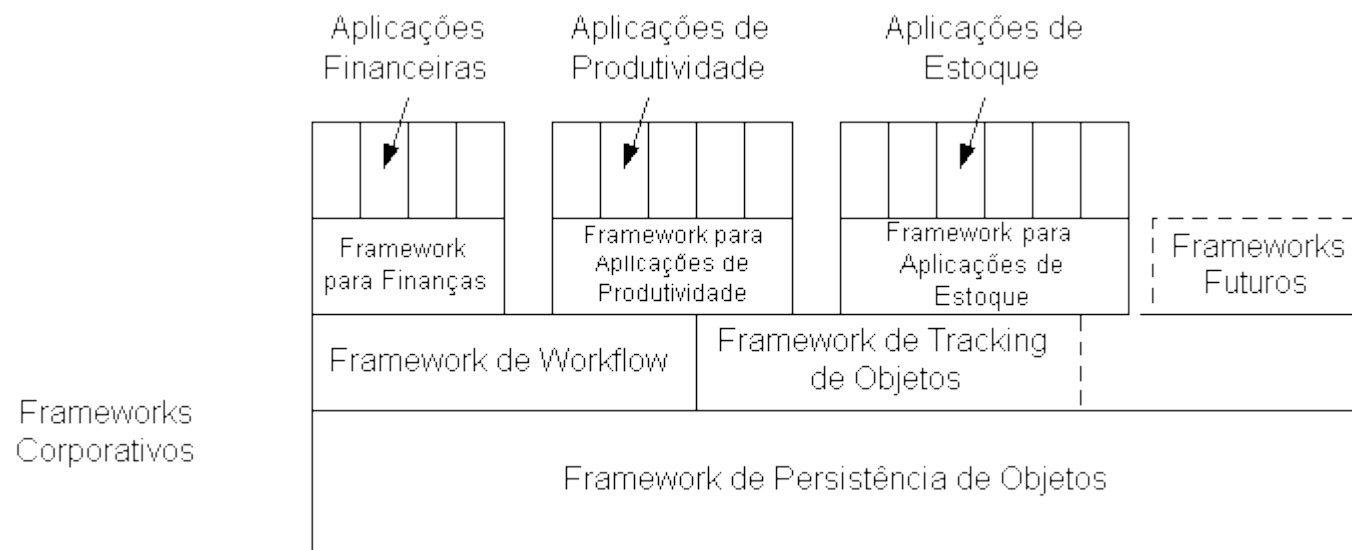 Aplicações
Financeiras
Aplicações de
Produtividade
Aplicações de
Estoque
Framework
para Finanças
Framework para
Aplicações de
Produtividade
Framework para
Aplicações de
Estoque
Frameworks
Futuros
Framework de Workflow
Framework de Tracking
de Objetos
Frameworks
Corporativos
Framework de Persistência de Objetos